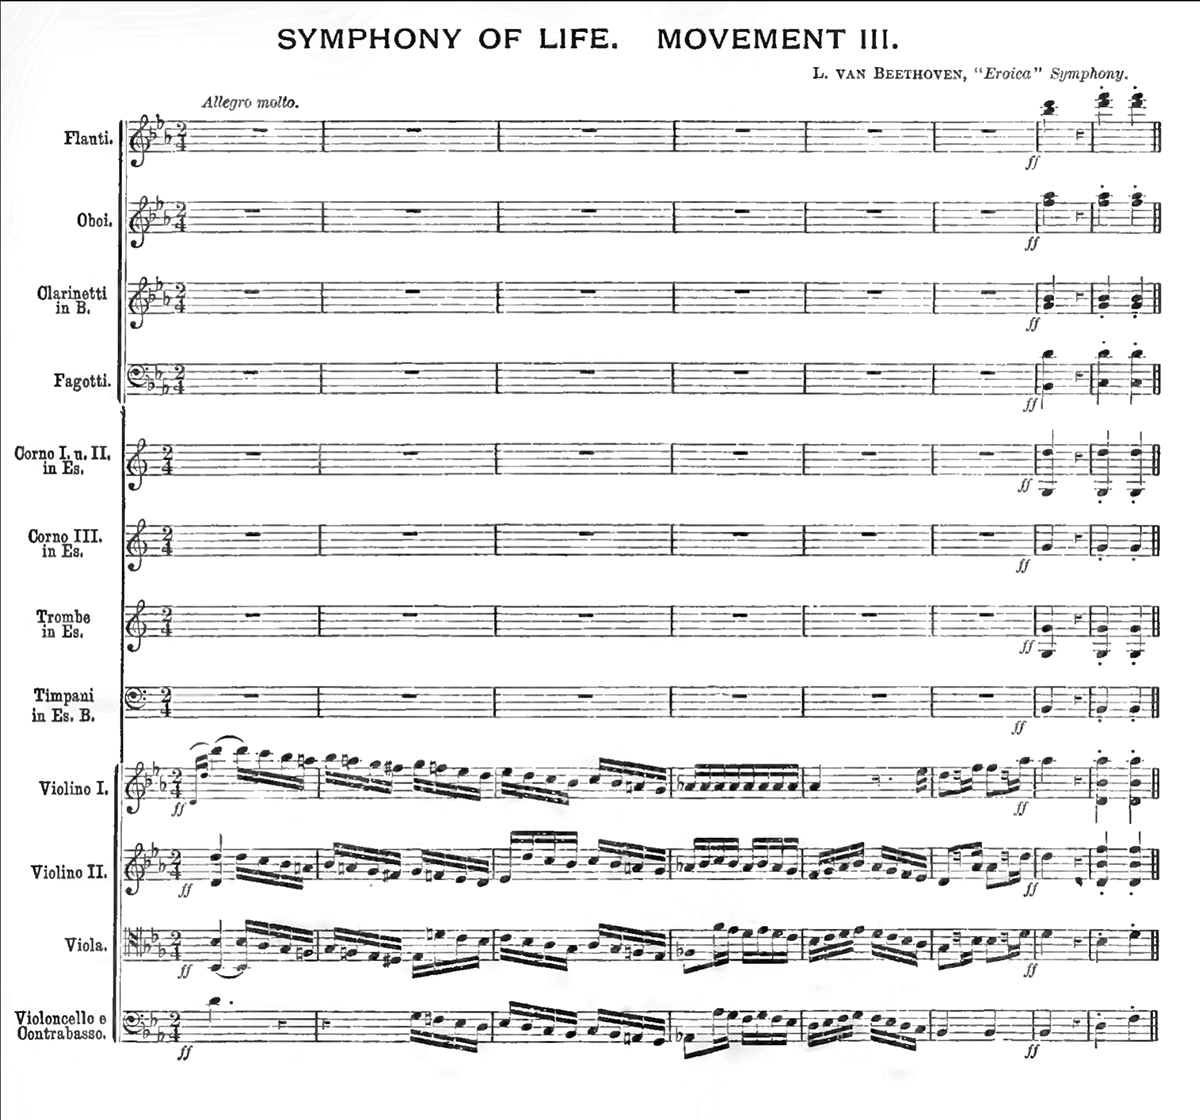 SYMPHONY OF LIFE. MOVEMENT III.
L. VAN BEETHOVEN, "Eroica" Symphony.
Allegro molto.
Flauti.
ff
Oboi.
ff
Clarinetti
in B.
ff
Fagotti.
ff
Corno I. u. II.
in Es.
ff
Corno III.
in Es.
ff
Trombe
in Es.
ff
Timpani
in Es. B.
ff
Violino I.
ff
ff
Violino II.
ff
ff
Viola.
ff
ff
Violoncello e
Contrabasso.
ff
ff